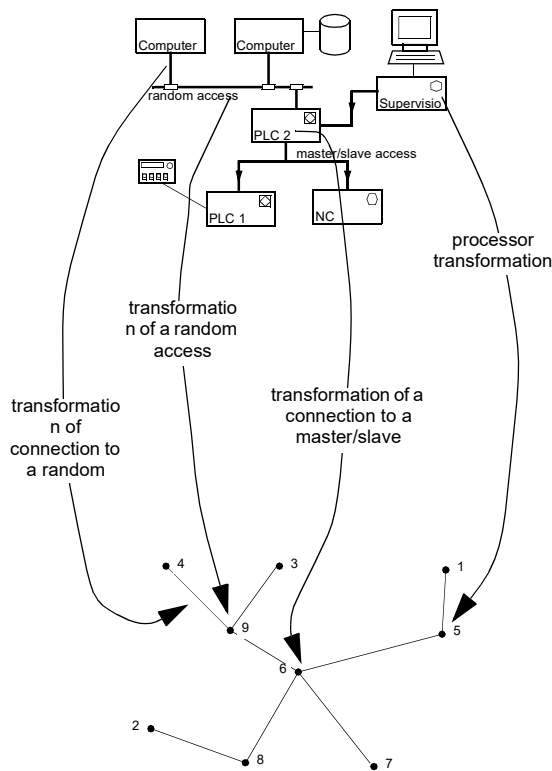 Computer
Computer
random access
Supervisio
PLC 2
master/slave access
PLC 1
NC
processor
transformation
transformatio
n of a random
access
transformation of a
connection to a
master/slave
transformatio
n of
connection to
a random
4
3
1
9
5
6
2
8
7